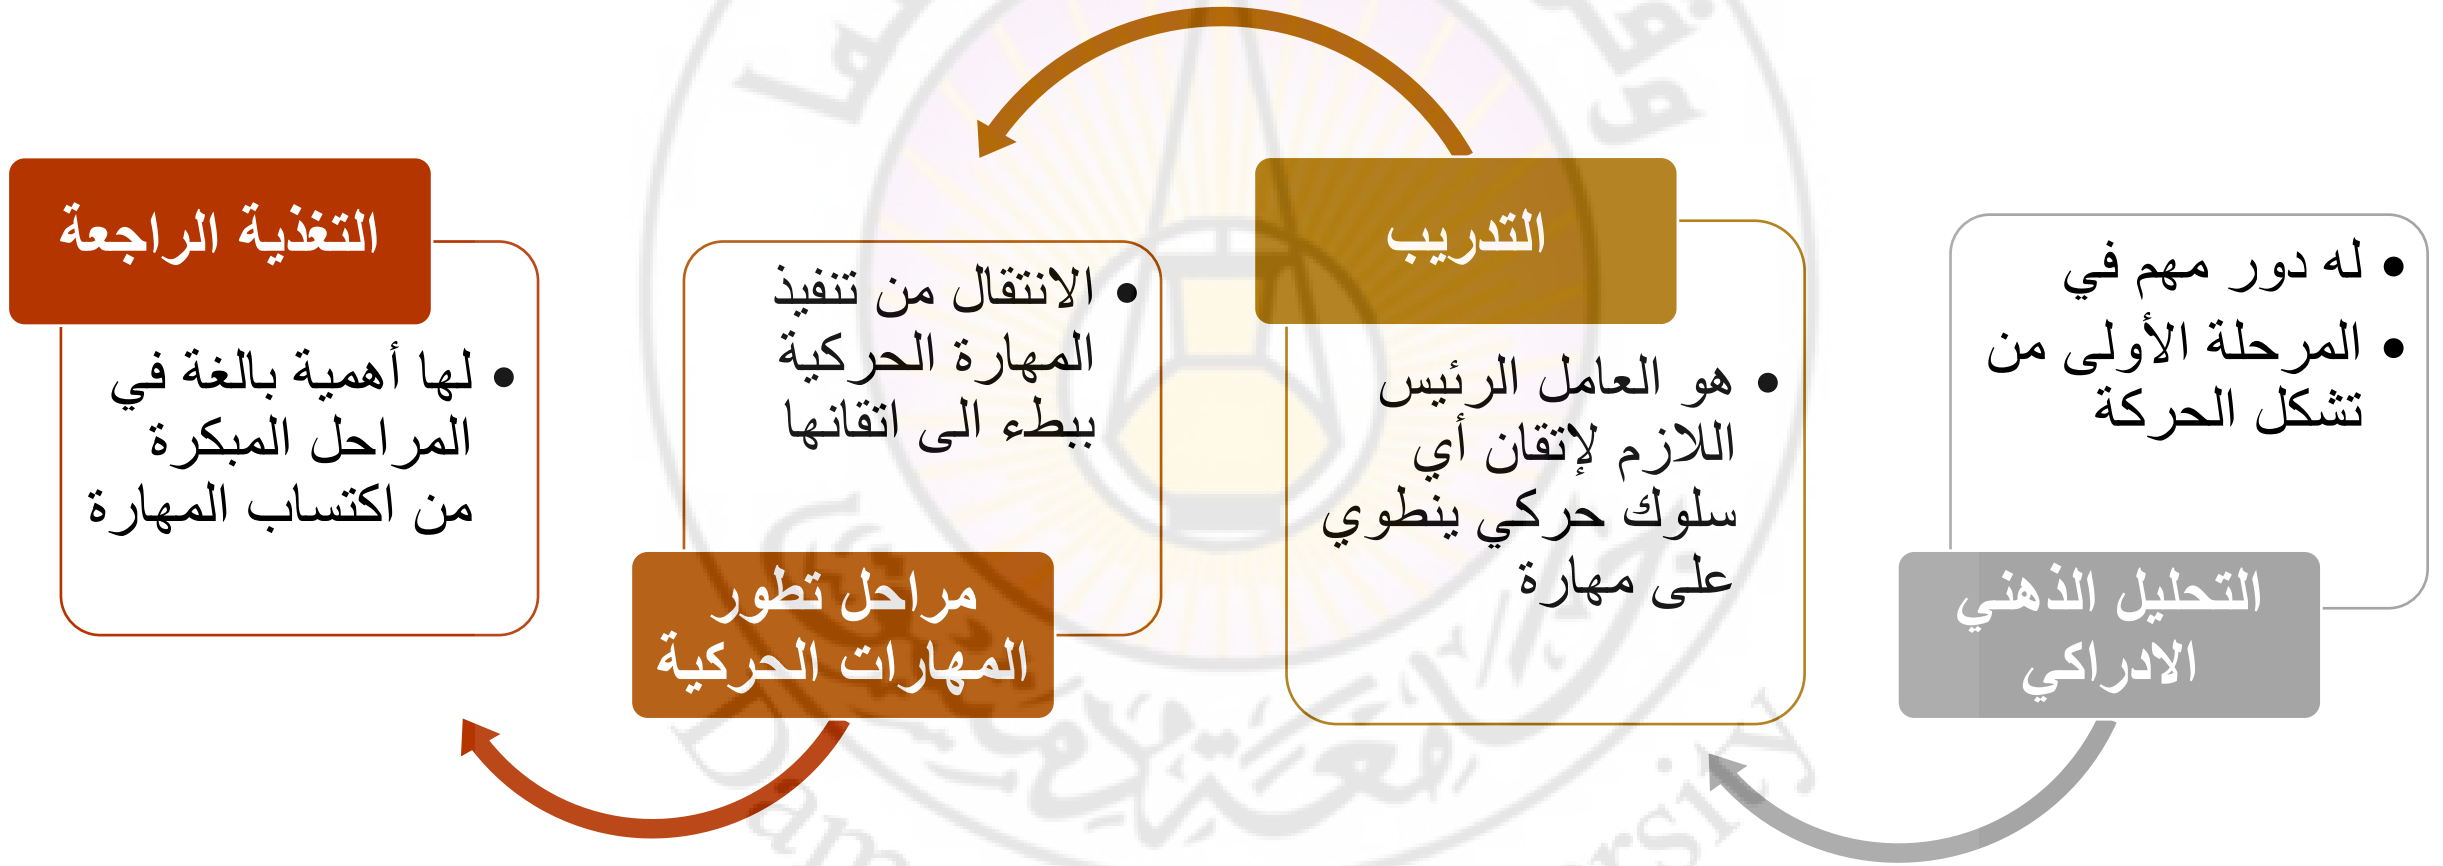 له دور مهم في
المرحلة الأولى من
تشكل الحركة
التحليل الذهني
الادراكي
التدريب
هو العامل الرئيس
اللازم لإتقان أي
سلوك حركي ينطوي
على مهارة
الانتقال من تنفيذ
المهارة الحركية
ببطء الى اتقانها
مراحل تطور
المهارات الحركية
التغذية الراجعة
لها أهمية بالغة في
المراحل المبكرة
من اكتساب المهارة